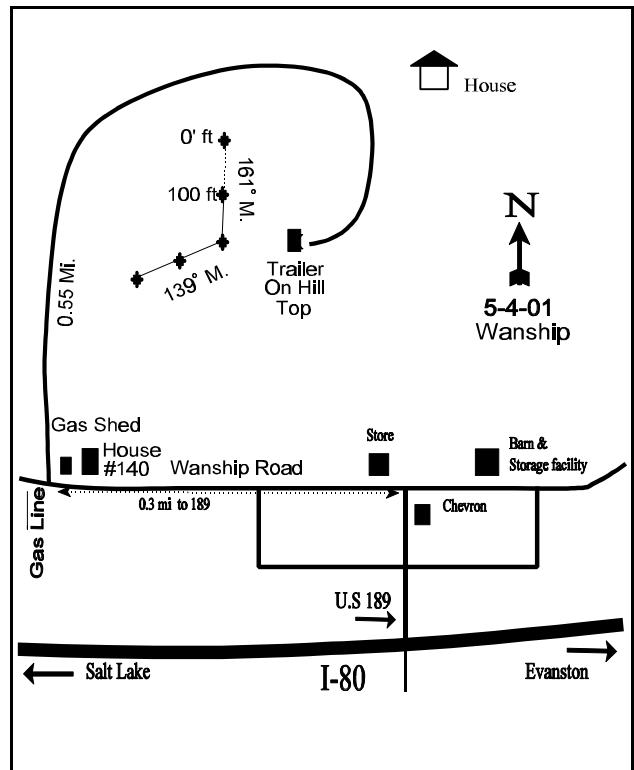 House
0' ft
161° M.
100 ft
N
Trailer
On Hill
Top
139° M.
0.55 Mi.
5-4-01
Wanship
Gas Shed
House
#140
Wanship Road
Store
Barn &
Storage facility
0.3 mi to 189
Chevron
Gas Line
U.S 189
Salt Lake
I-80
Evanston